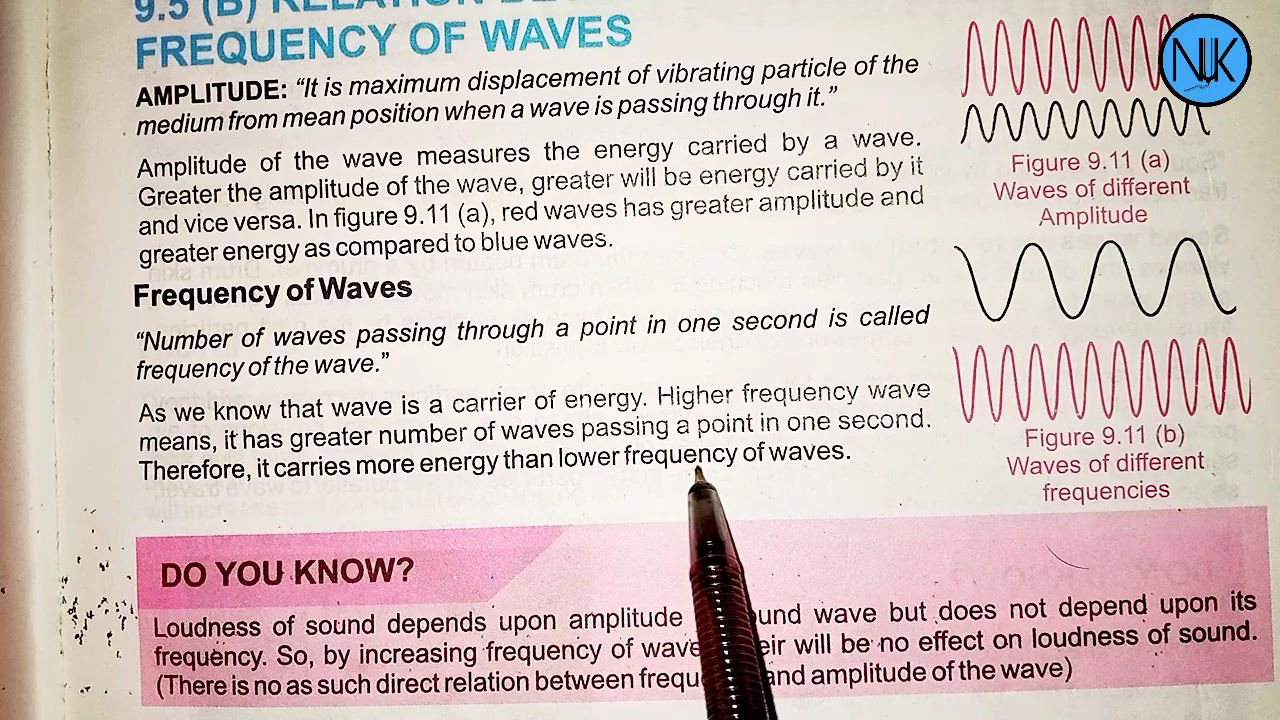 9.5 (B) RELATION
FREQUENCY OF WAVES
AMPLITUDE: “It is maximum displacement of vibrating particle of the
medium from mean position when a wave is passing through it.”
Amplitude of the wave measures the energy carried by a wave.
Greater the amplitude of the wave, greater will be energy carried by it
and vice versa. In figure 9.11 (a), red waves has greater amplitude and
greater energy as compared to blue waves.
Frequency of Waves
“Number of waves passing through a point in one second is called
frequency of the wave.”
As we know that wave is a carrier of energy. Higher frequency wave
means, it has greater number of waves passing a point in one second.
Therefore, it carries more energy than lower frequency of waves.
NJK
Figure 9.11 (a)
Waves of different
Amplitude
Figure 9.11 (b)
Waves of different
frequencies
DO YOU KNOW?
Loudness of sound depends upon amplitude wave but does not depend upon its
frequency. So, by increasing frequency of will be no effect on loudness of sound.
(There is no as such direct relation between and amplitude of the wave)